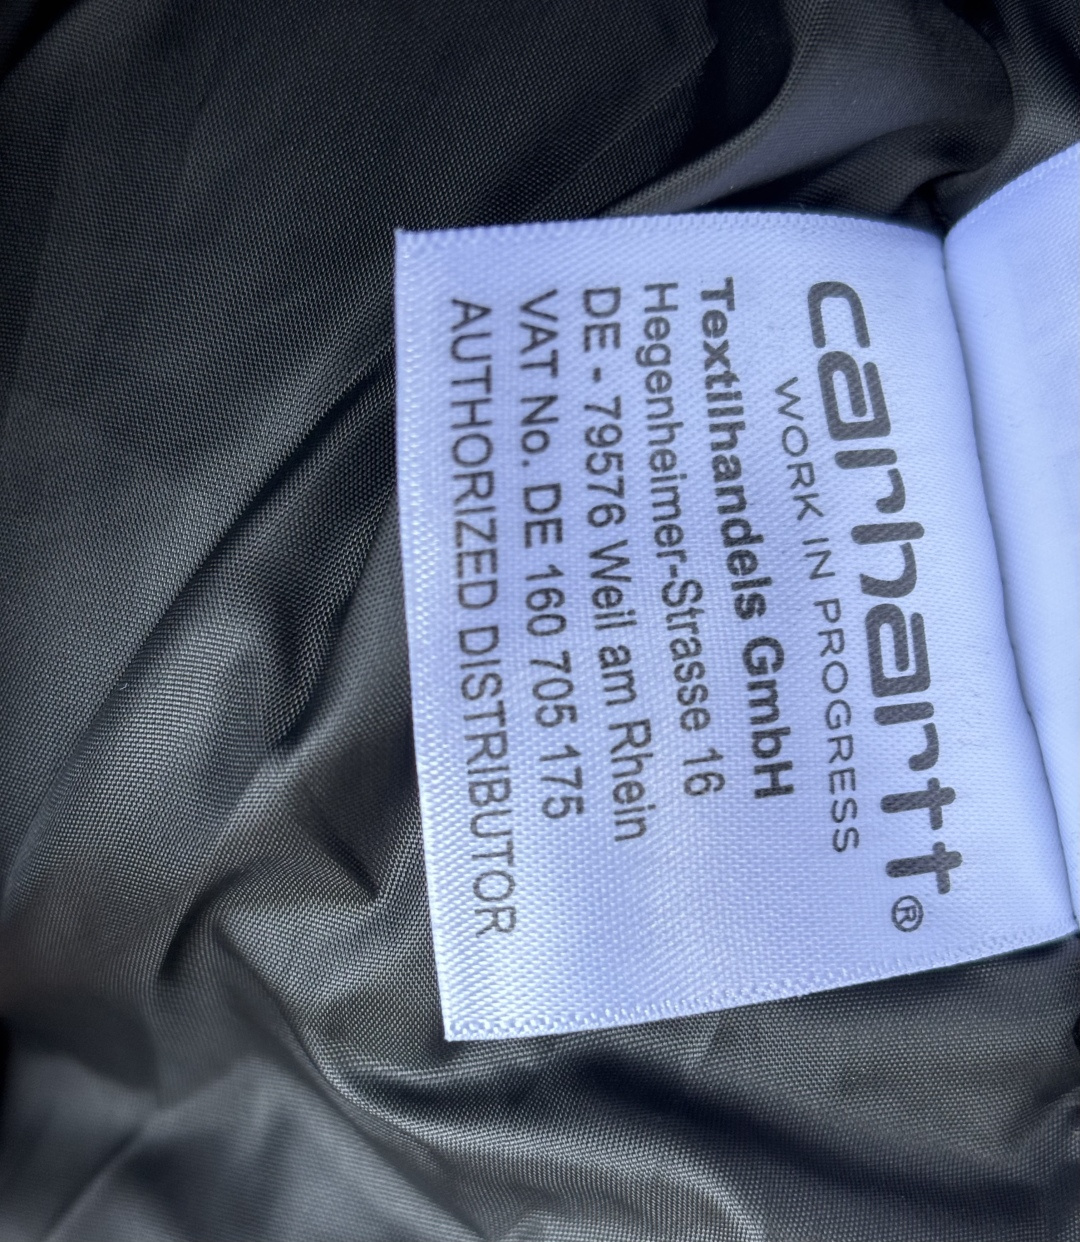 carhartt®
WORK IN PROGRESS
Textilhandels GmbH
Hegenheimer-Strasse 16
DE - 79576 Weil am Rhein
VAT No. DE 160 705 175
AUTHORIZED DISTRIBUTOR